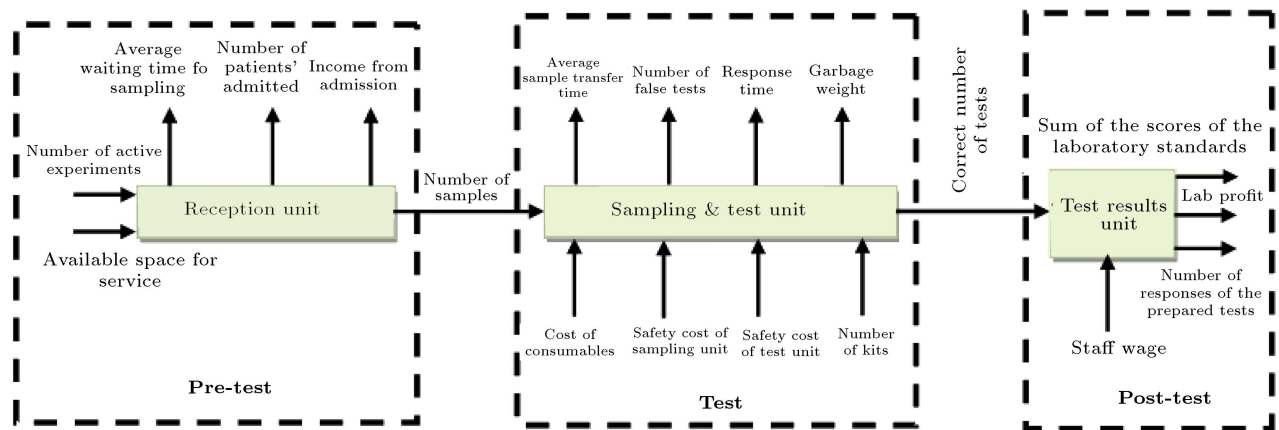 Average
waiting time fo
sampling
Number of
patients'
admitted
Income from
admission
Number of active
experiments
Reception unit
Available space for
service
Pre-test
Number of
samples
Average
sample transfer
time
Number of
false tests
Response
time
Garbage
weight
Sampling & test unit
Cost of
consumables
Safety cost of
sampling unit
Safety cost
of test unit
Number
of kits
Test
Correct number
of tests
Sum of the scores of the
laboratory standards
Test results
unit
Lab profit
Number of
responses of the
prepared tests
Staff wage
Post-test